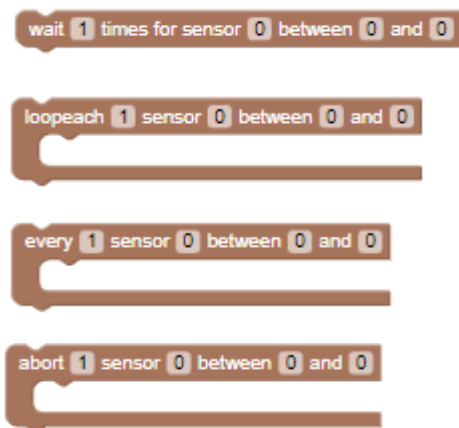 wait 1 times for sensor 0 between 0 and 0
loopeach 1 sensor 0 between 0 and 0
every 1 sensor 0 between 0 and 0
abort 1 sensor 0 between 0 and 0